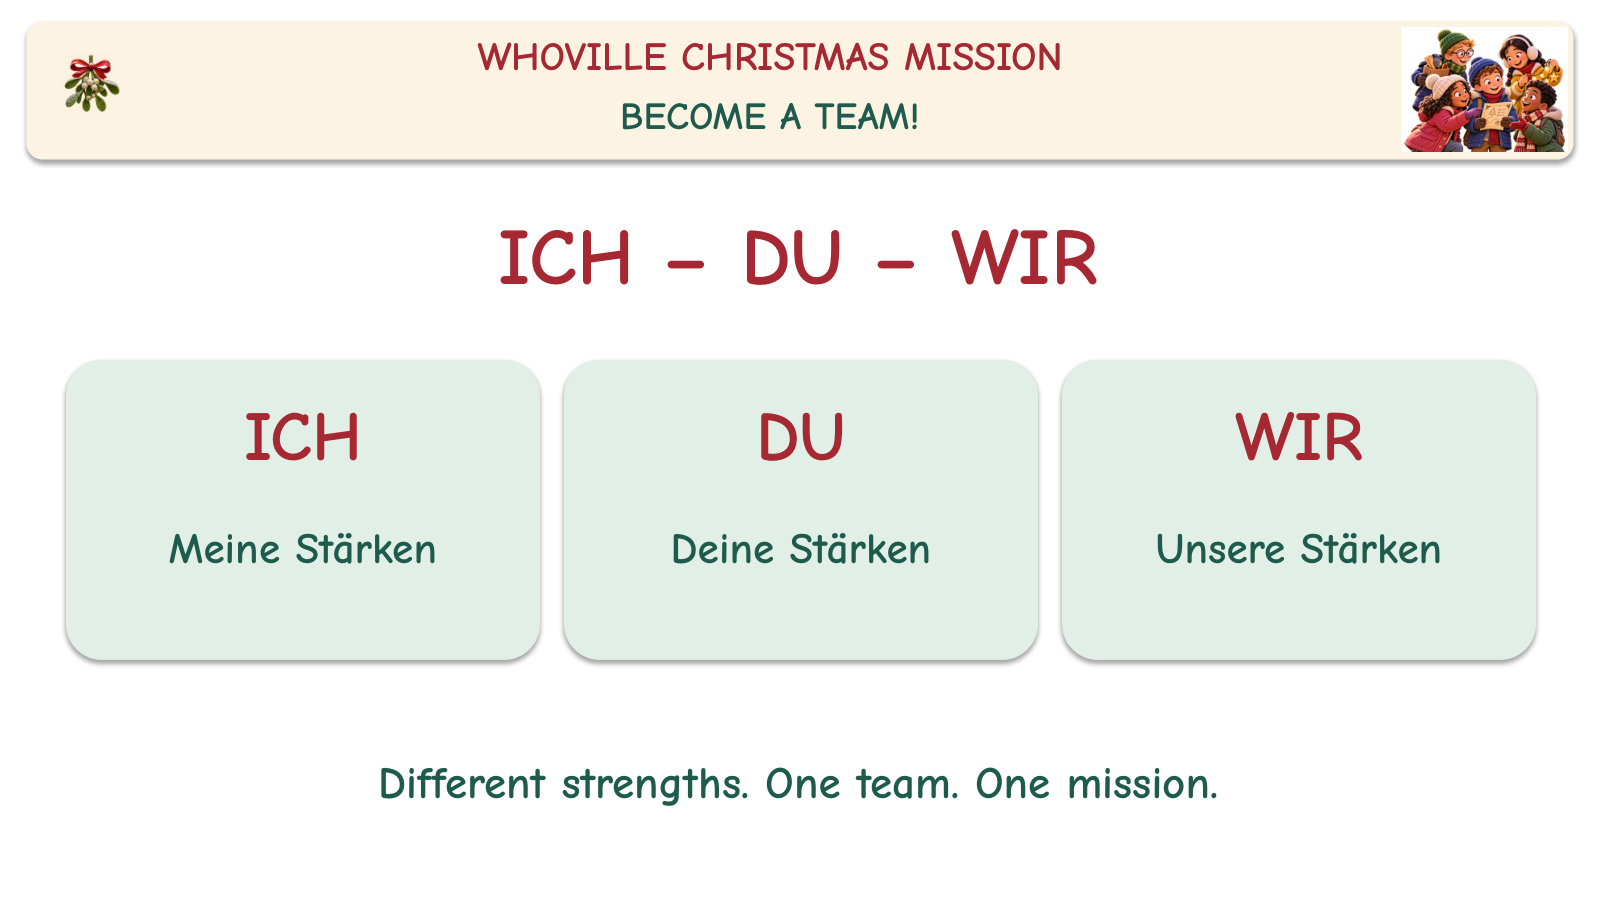 WHOVILLE CHRISTMAS MISSION
BECOME A TEAM!
ICH – DU – WIR
ICH
Meine Stärken
DU
Deine Stärken
WIR
Unsere Stärken
Different strengths. One team. One mission.